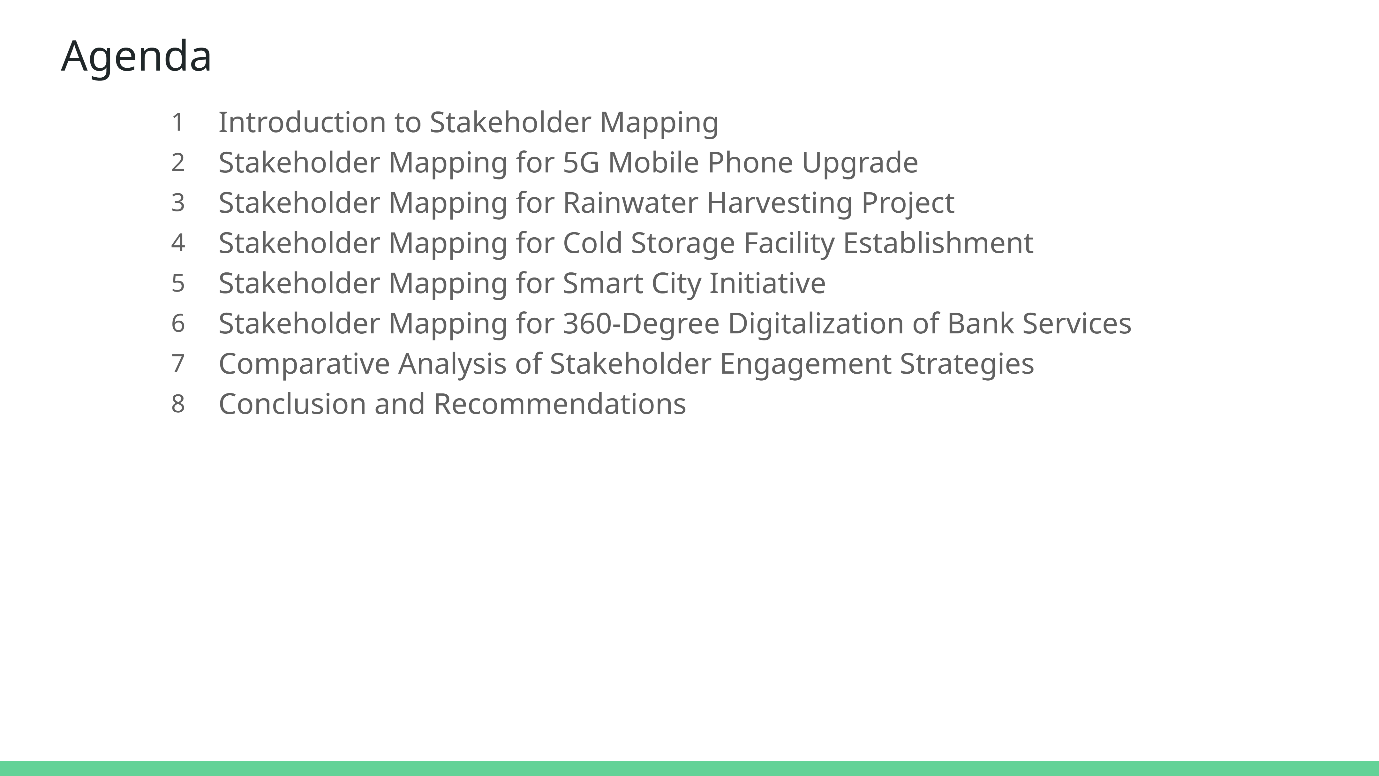 Agenda
1 Introduction to Stakeholder Mapping
2 Stakeholder Mapping for 5G Mobile Phone Upgrade
3 Stakeholder Mapping for Rainwater Harvesting Project
4 Stakeholder Mapping for Cold Storage Facility Establishment
5 Stakeholder Mapping for Smart City Initiative
6 Stakeholder Mapping for 360-Degree Digitalization of Bank Services
7 Comparative Analysis of Stakeholder Engagement Strategies
8 Conclusion and Recommendations